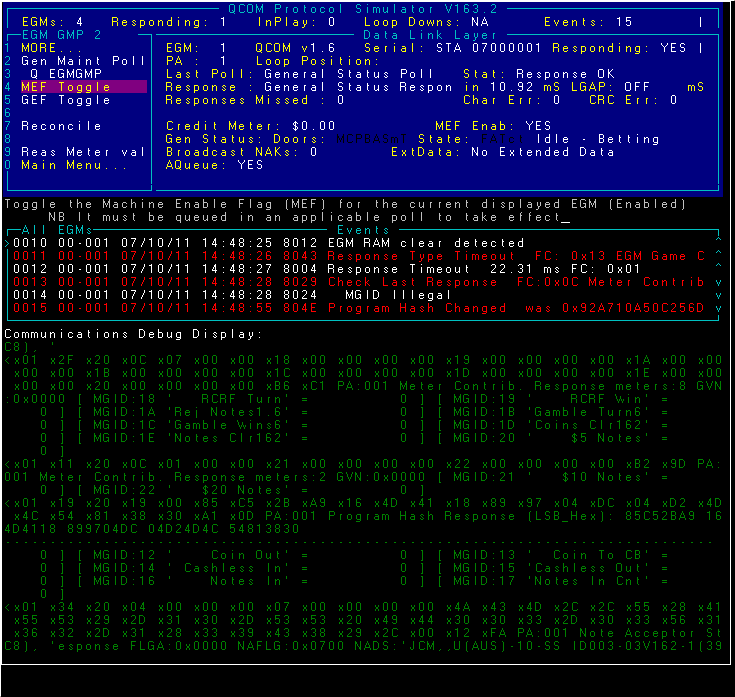 QCOM Protocol Simulator V163.2
EGMs: 4 Responding: 1 InPlay: 0 Loop Downs: NA Events: 15 |
EGM GMP 2
1 MORE...
2 Gen Maint Poll
3 Q EGMGMP
4 MEF Toggle
5 GEF Toggle
6
7 Reconcile
8
9 Reas Meter val
0 Main Menu...
Data Link Layer
EGM: 1 QCOM v1.6 Serial: STA 07000001 Responding: YES |
PA : 1 Loop Position:
Last Poll: General Status Poll Stat: Response OK
Response : General Status Respon in 10.92 mS LGAP: OFF mS
Responses Missed : 0 Char Err: 0 CRC Err: 0
Credit Meter: $0.00 MEF Enab: YES
Gen Status: Doors: State: Idle - Betting
Broadcast NAKs: 0 ExtData: No Extended Data
AQueue: YES
Toggle the Machine Enable Flag (MEF) for the current displayed EGM (Enabled)
NB It must be queued in an applicable poll to take effect_
All EGMs Events
>0010 00-001 07/10/11 14:48:25 8012 EGM RAM clear detected ^
0011 00-001 07/10/11 14:48:26 8043 Response Type Timeout FC: 0x13 EGM Game C ^
0012 00-001 07/10/11 14:48:27 8004 Response Timeout 22.31 ms FC: 0x01
0013 00-001 07/10/11 14:48:28 8029 Check Last Response FC:0x0C Meter Contrib v
0014 00-001 07/10/11 14:48:28 8024 MGID Illegal v
0015 00-001 07/10/11 14:48:55 804E Program Hash Changed was 0x92A710A50C256D v
Communications Debug Display:
C8), '
<x01 x2F x20 x0C x07 x00 x00 x18 x00 x00 x00 x00 x19 x00 x00 x00 x00 x1A x00 x00
x00 x00 x1B x00 x00 x00 x00 x1C x00 x00 x00 x00 x1D x00 x00 x00 x00 x1E x00 x00
x00 x00 x20 x00 x00 x00 x00 xB6 xC1 PA:001 Meter Contrib. Response meters:8 GVN
:0x0000 [ MGID:18 ' RCRF Turn' = 0 ] [ MGID:19 ' RCRF Win' =
0 ] [ MGID:1A 'Rej Notes1.6' = 0 ] [ MGID:1B 'Gamble Turn6' =
0 ] [ MGID:1C 'Gamble Wins6' = 0 ] [ MGID:1D 'Coins Clr162' =
0 ] [ MGID:1E 'Notes Clr162' = 0 ] [ MGID:20 ' $5 Notes' =
0 ]
<x01 x11 x20 x0C x01 x00 x00 x21 x00 x00 x00 x00 x22 x00 x00 x00 x00 xB2 x9D PA:
001 Meter Contrib. Response meters:2 GVN:0x0000 [ MGID:21 ' $10 Notes' =
0 ] [ MGID:22 ' $20 Notes' = 0 ]
<x01 x19 x20 x19 x00 x85 xC5 x2B xA9 x16 x4D x41 x18 x89 x97 x04 xDC x04 xD2 x4D
x4C x54 x81 x38 x30 xA1 x0D PA:001 Program Hash Response (LSB_Hex): 85C52BA9 16
4D4118 899704DC 04D24D4C 54813830
0 ] [ MGID:12 ' Coin Out' = 0 ] [ MGID:13 ' Coin To CB' =
0 ] [ MGID:14 ' Cashless In' = 0 ] [ MGID:15 'Cashless Out' =
0 ] [ MGID:16 ' Notes In' = 0 ] [ MGID:17 'Notes In Cnt' =
0 ]
<x01 x34 x20 x04 x00 x00 x00 x07 x00 x00 x00 x00 x4A x43 x4D x2C x2C x55 x28 x41
x55 x53 x29 x2D x31 x30 x2D x53 x53 x20 x49 x44 x30 x30 x33 x2D x30 x33 x56 x31
x36 x32 x2D x31 x28 x33 x39 x43 x38 x29 x2C x00 x12 xFA PA:001 Note Acceptor St
C8), 'esponse FLGA:0x0000 NAFLG:0x0700 NADS:'JCM,,U(AUS)-10-SS ID003-03V162-1(39